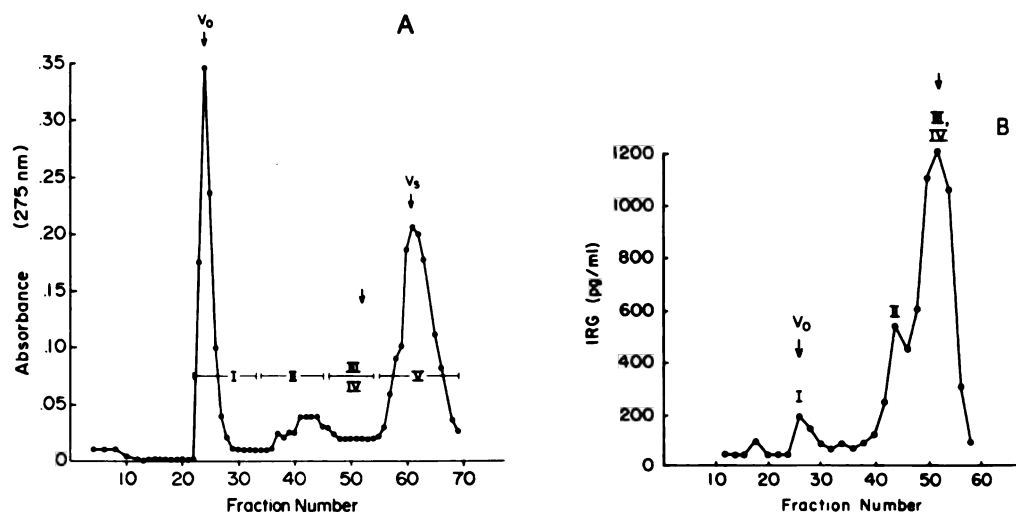 A
V₀
Absorbance (275 nm)
.35
.30
.25
.20
.15
.10
.05
0
Vₛ
I
II
III
IV
V
10 20 30 40 50 60 70
Fraction Number
B
III,
IV
II
V₀
I
IRG (pg/ml)
1200
1000
800
600
400
200
0
10 20 30 40 50 60
Fraction Number